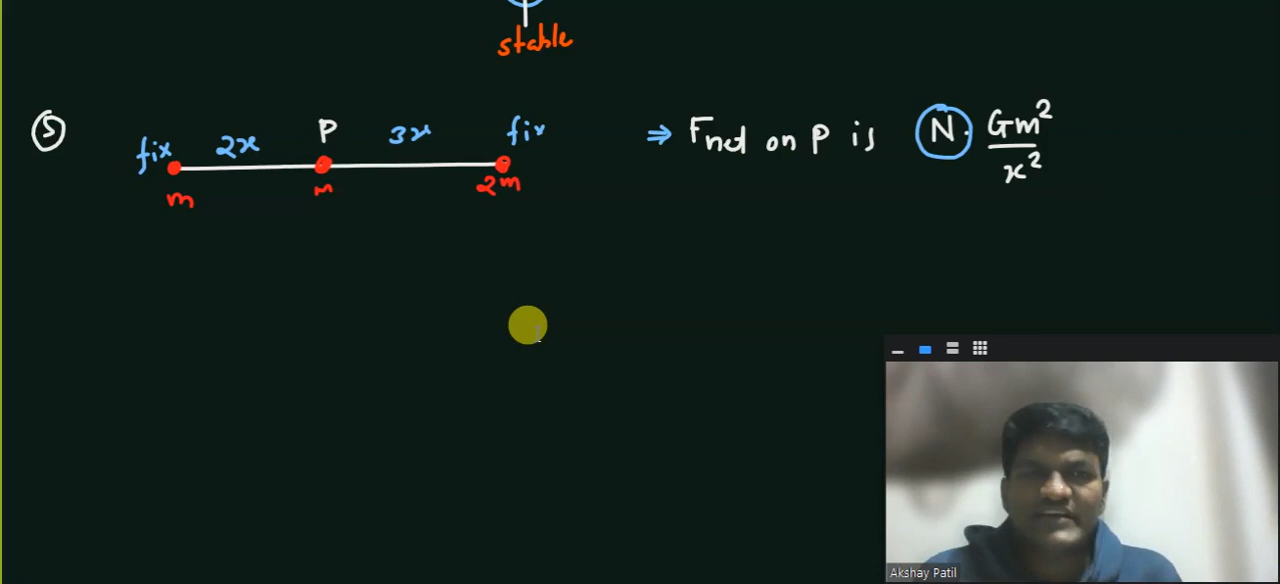 stable
5
fix 2x P 3x fix
m m 2m
⇒ Fnet on P is N. Gm²/x²
Akshay Patil